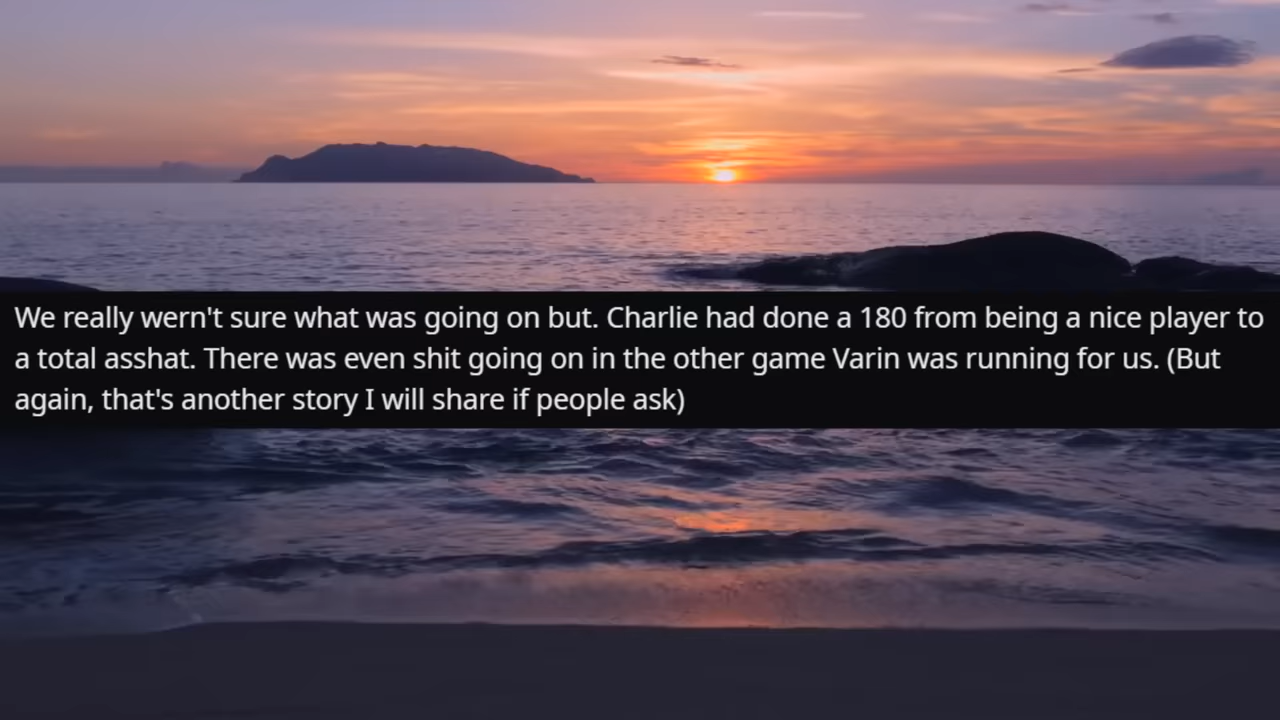 We really wern't sure what was going on but. Charlie had done a 180 from being a nice player to
a total asshat. There was even shit going on in the other game Varin was running for us. (But
again, that's another story I will share if people ask)